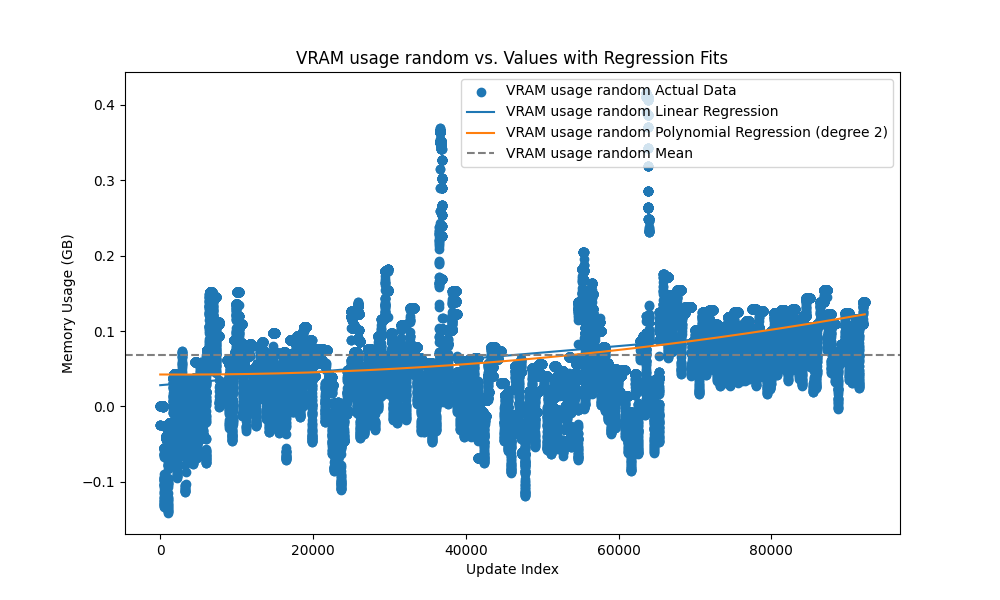 VRAM usage random vs. Values with Regression Fits
VRAM usage random Actual Data
VRAM usage random Linear Regression
VRAM usage random Polynomial Regression (degree 2)
VRAM usage random Mean
Memory Usage (GB)
0.4
0.3
0.2
0.1
0.0
−0.1
0
20000
40000
60000
80000
Update Index